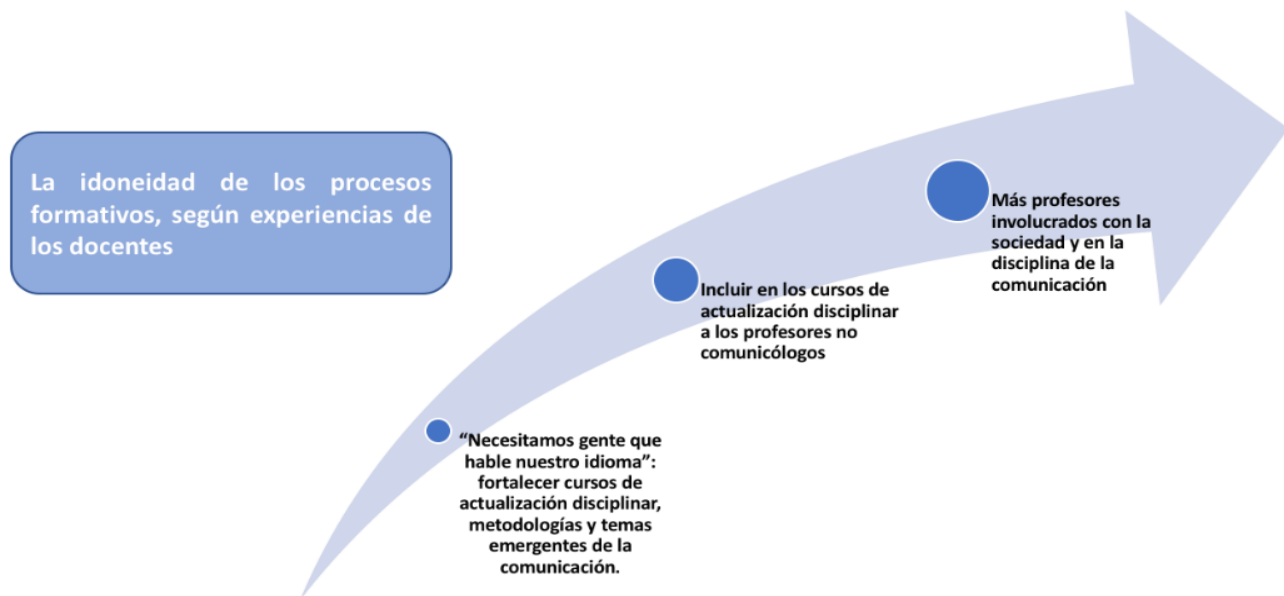 La idoneidad de los procesos
formativos, según experiencias de
los docentes
Más profesores
involucrados con la
sociedad y en la
disciplina de la
comunicación
Incluir en los cursos de
actualización disciplinar
a los profesores no
comunicólogos
“Necesitamos gente que
hable nuestro idioma”:
fortalecer cursos de
actualización disciplinar,
metodologías y temas
emergentes de la
comunicación.